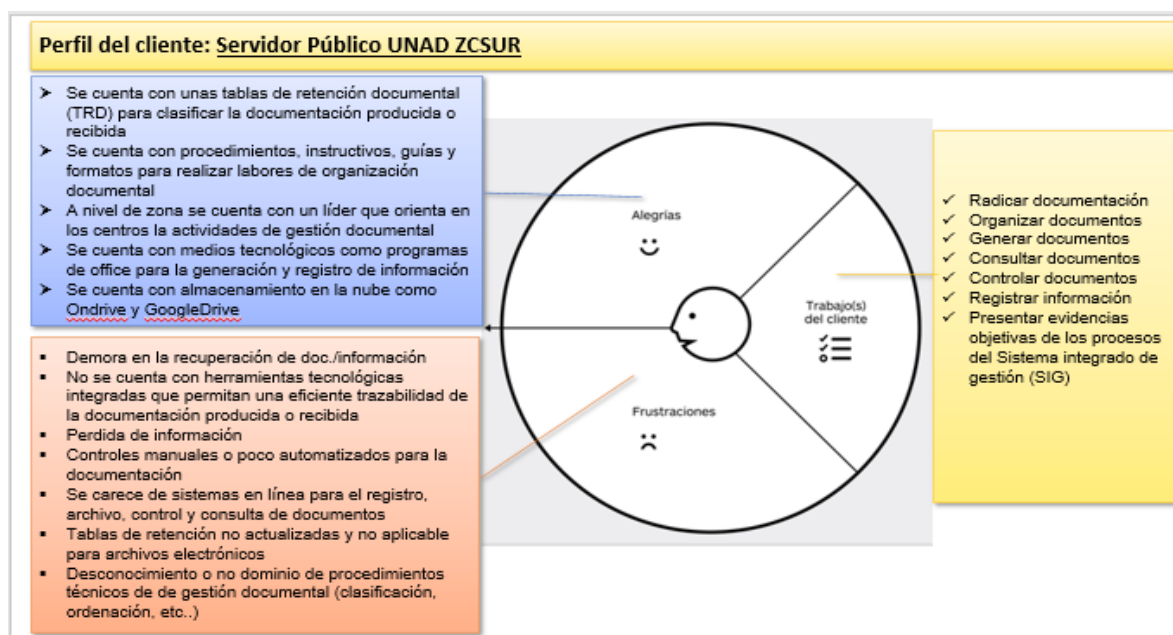 Perfil del cliente: Servidor Público UNAD ZCSUR
➤ Se cuenta con unas tablas de retención documental
(TRD) para clasificar la documentación producida o
recibida
➤ Se cuenta con procedimientos, instructivos, guías y
formatos para realizar labores de organización
documental
➤ A nivel de zona se cuenta con un líder que orienta en
los centros la actividades de gestión documental
➤ Se cuenta con medios tecnológicos como programas
de office para la generación y registro de información
➤ Se cuenta con almacenamiento en la nube como
Ondrive y GoogleDrive
▪ Demora en la recuperación de doc./información
▪ No se cuenta con herramientas tecnológicas
integradas que permitan una eficiente trazabilidad de
la documentación producida o recibida
▪ Perdida de información
▪ Controles manuales o poco automatizados para la
documentación
▪ Se carece de sistemas en línea para el registro,
archivo, control y consulta de documentos
▪ Tablas de retención no actualizadas y no aplicable
para archivos electrónicos
▪ Desconocimiento o no dominio de procedimientos
técnicos de de gestión documental (clasificación,
ordenación, etc..)
Alegrías
Trabajo(s)
del cliente
Frustraciones
✓ Radicar documentación
✓ Organizar documentos
✓ Generar documentos
✓ Consultar documentos
✓ Controlar documentos
✓ Registrar información
✓ Presentar evidencias
objetivas de los procesos
del Sistema integrado de
gestión (SIG)